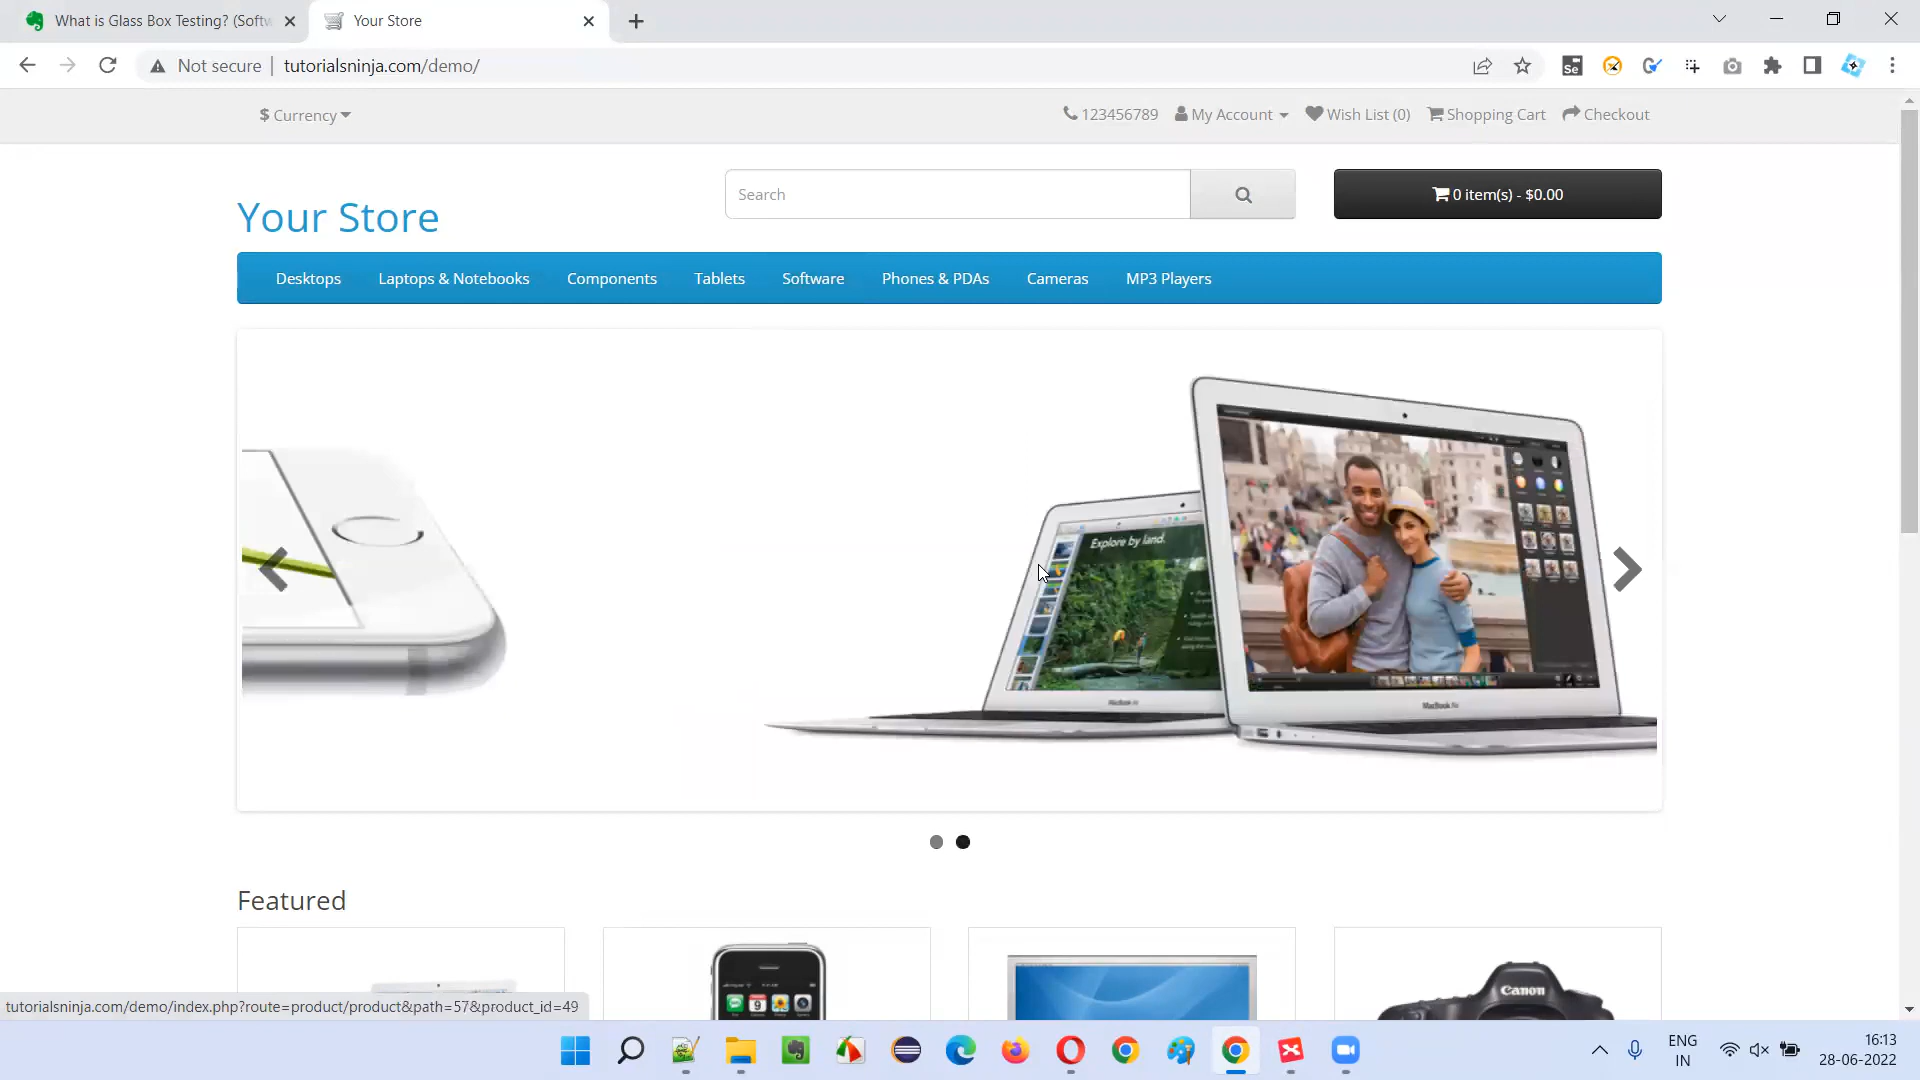 What is Glass Box Testing? (Softw
Your Store
Not secure
tutorialsninja.com/demo/
$ Currency
123456789
My Account
Wish List (0)
Shopping Cart
Checkout
Your Store
Search
0 item(s) - $0.00
Desktops
Laptops & Notebooks
Components
Tablets
Software
Phones & PDAs
Cameras
MP3 Players
Explore by land.
MacBook Air
Featured
Canon
tutorialsninja.com/demo/index.php?route=product/product&path=57&product_id=49
ENG
IN
16:13
28-06-2022